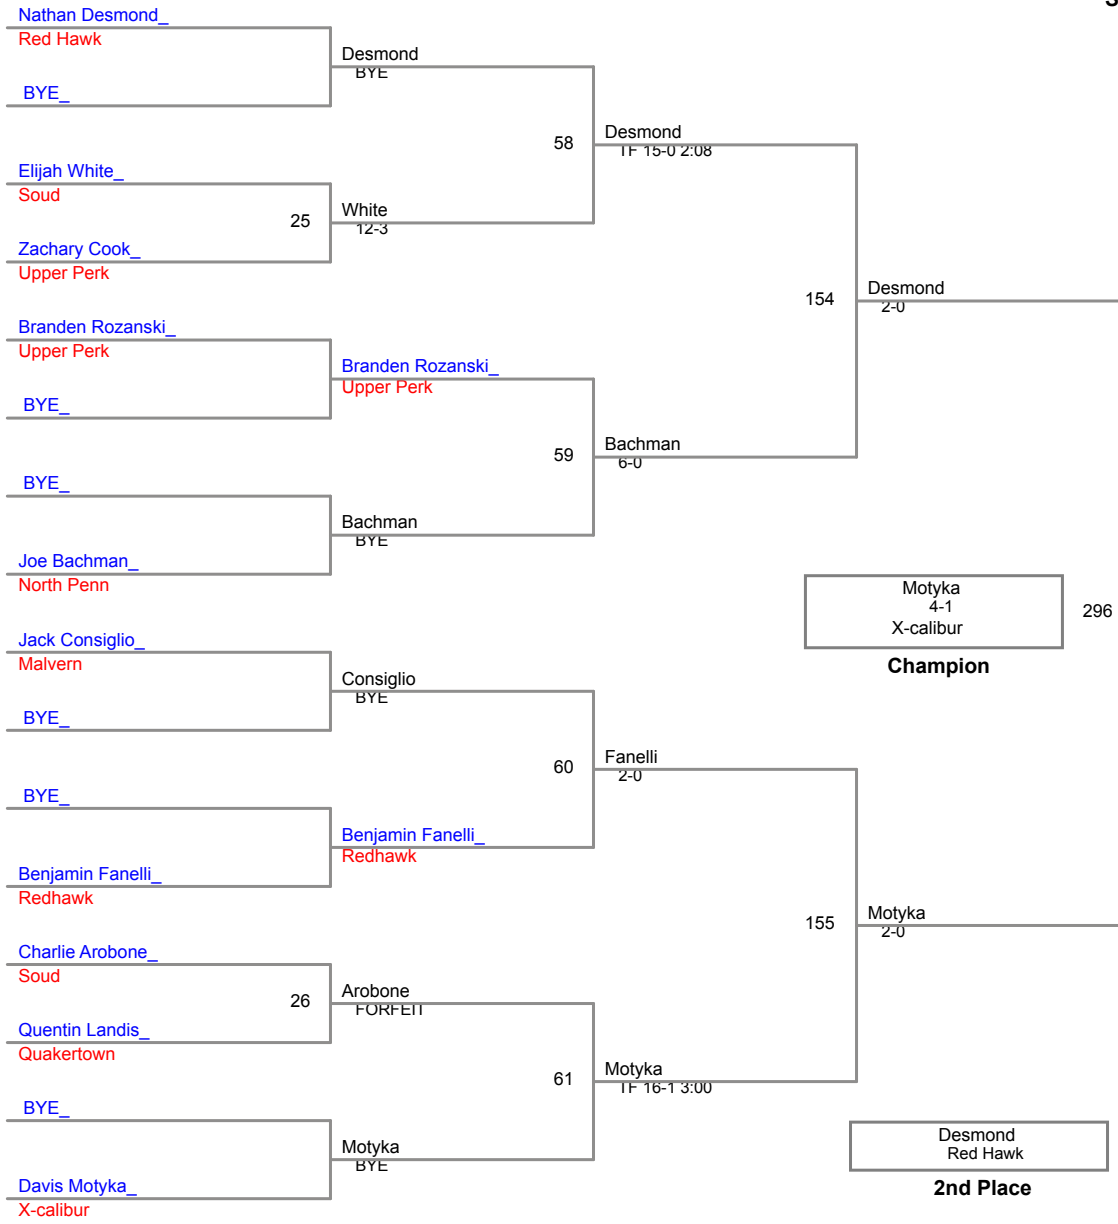 S
Nathan Desmond_
Red Hawk
Desmond
BYE
BYE_
58
Desmond
TF 15-0 2:08
Elijah White_
Soud
25
White
12-3
Zachary Cook_
Upper Perk
154
Desmond
2-0
Branden Rozanski_
Upper Perk
Branden Rozanski_
Upper Perk
BYE_
59
Bachman
6-0
BYE_
Bachman
BYE
Joe Bachman_
North Penn
Motyka
4-1
X-calibur
296
Champion
Jack Consiglio_
Malvern
Consiglio
BYE
BYE_
60
Fanelli
2-0
BYE_
Benjamin Fanelli_
Redhawk
Benjamin Fanelli_
Redhawk
155
Motyka
2-0
Charlie Arobone_
Soud
26
Arobone
FORFEIT
Quentin Landis_
Quakertown
61
Motyka
TF 16-1 3:00
BYE_
Motyka
BYE
Davis Motyka_
X-calibur
Desmond
Red Hawk
2nd Place